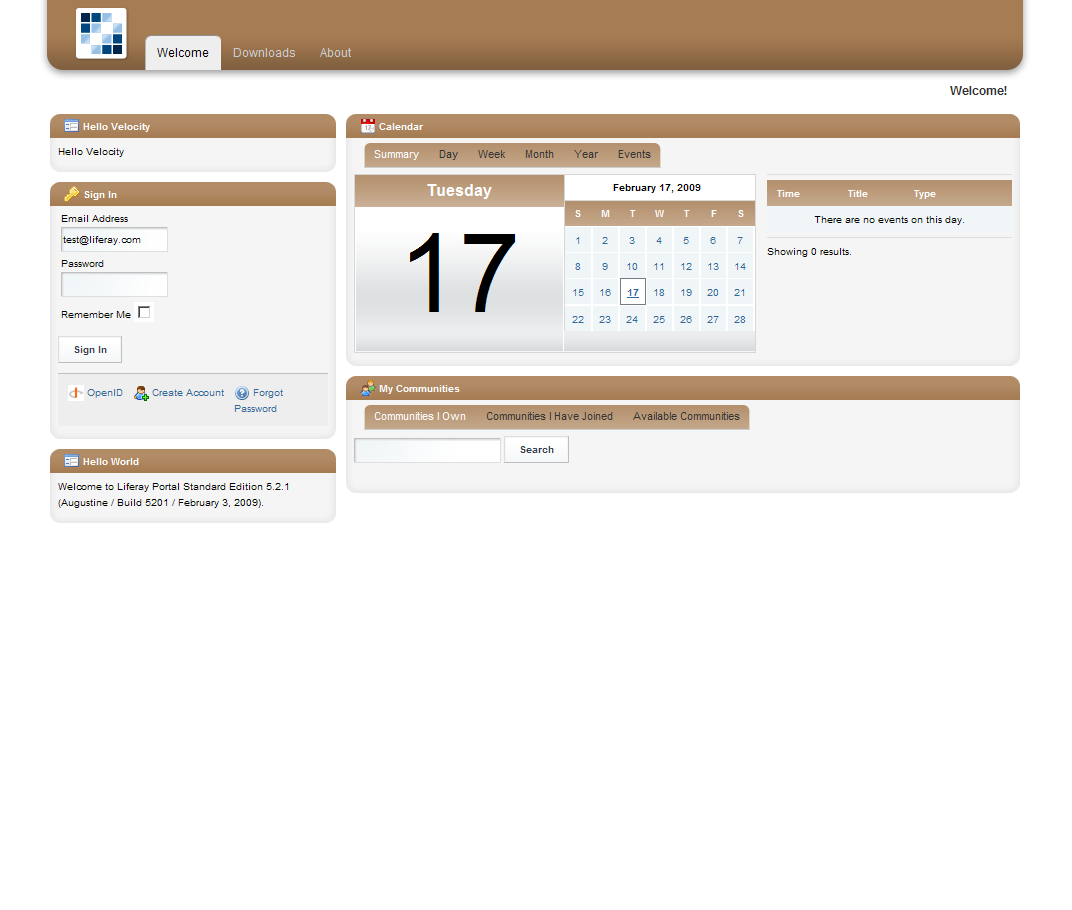 Welcome Downloads About
Welcome!
Hello Velocity
Hello Velocity
Sign In
Email Address
test@liferay.com
Password
Remember Me
Sign In
OpenID Create Account Forgot
Password
Hello World
Welcome to Liferay Portal Standard Edition 5.2.1
(Augustine / Build 5201 / February 3, 2009).
Calendar
Summary Day Week Month Year Events
Tuesday
17
February 17, 2009
S M T W T F S
1 2 3 4 5 6 7
8 9 10 11 12 13 14
15 16 17 18 19 20 21
22 23 24 25 26 27 28
Time Title Type
There are no events on this day.
Showing 0 results.
My Communities
Communities I Own Communities I Have Joined Available Communities
Search